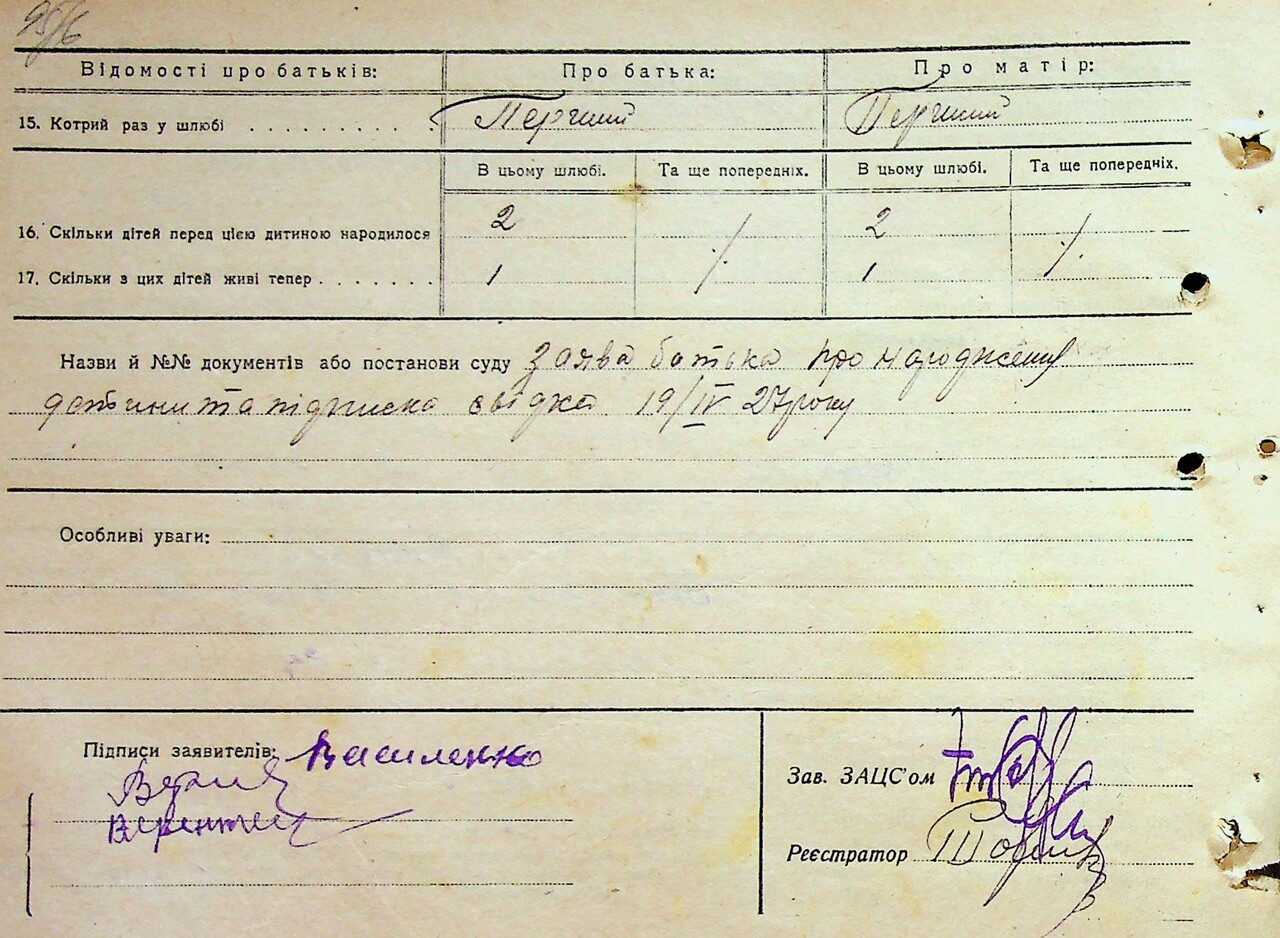 Відомості про батьків: Про батька: Про матір:
15. Котрий раз у шлюбі . . . . . . . . . . Перший Перший
В цьому шлюбі. Та ще попередніх. В цьому шлюбі. Та ще попередніх.
16. Скільки дітей перед цією дитиною народилося 2 2
17. Скільки з цих дітей живі тепер . . . . . . . 1 ./. 1 ./.
Назви й №№ документів або постанови суду Заява батька про народження
дитини та підписка свідка 19/IV 27 року
Особливі уваги:
Підписи заявителів: Василенко
Зав. ЗАЦС'ом
Реєстратор